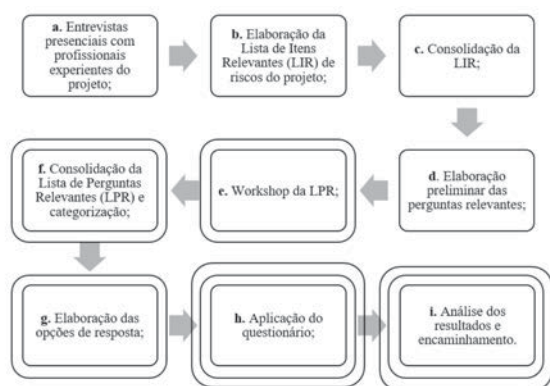 a. Entrevistas
presenciais com
profissionais
experientes do
projeto;
b. Elaboração da
Lista de Itens
Relevantes (LIR) de
riscos do projeto;
c. Consolidação da
LIR;
d. Elaboração
preliminar das
perguntas relevantes;
e. Workshop da LPR;
f. Consolidação da
Lista de Perguntas
Relevantes (LPR) e
categorização;
g. Elaboração das
opções de resposta;
h. Aplicação do
questionário;
i. Análise dos
resultados e
encaminhamento.